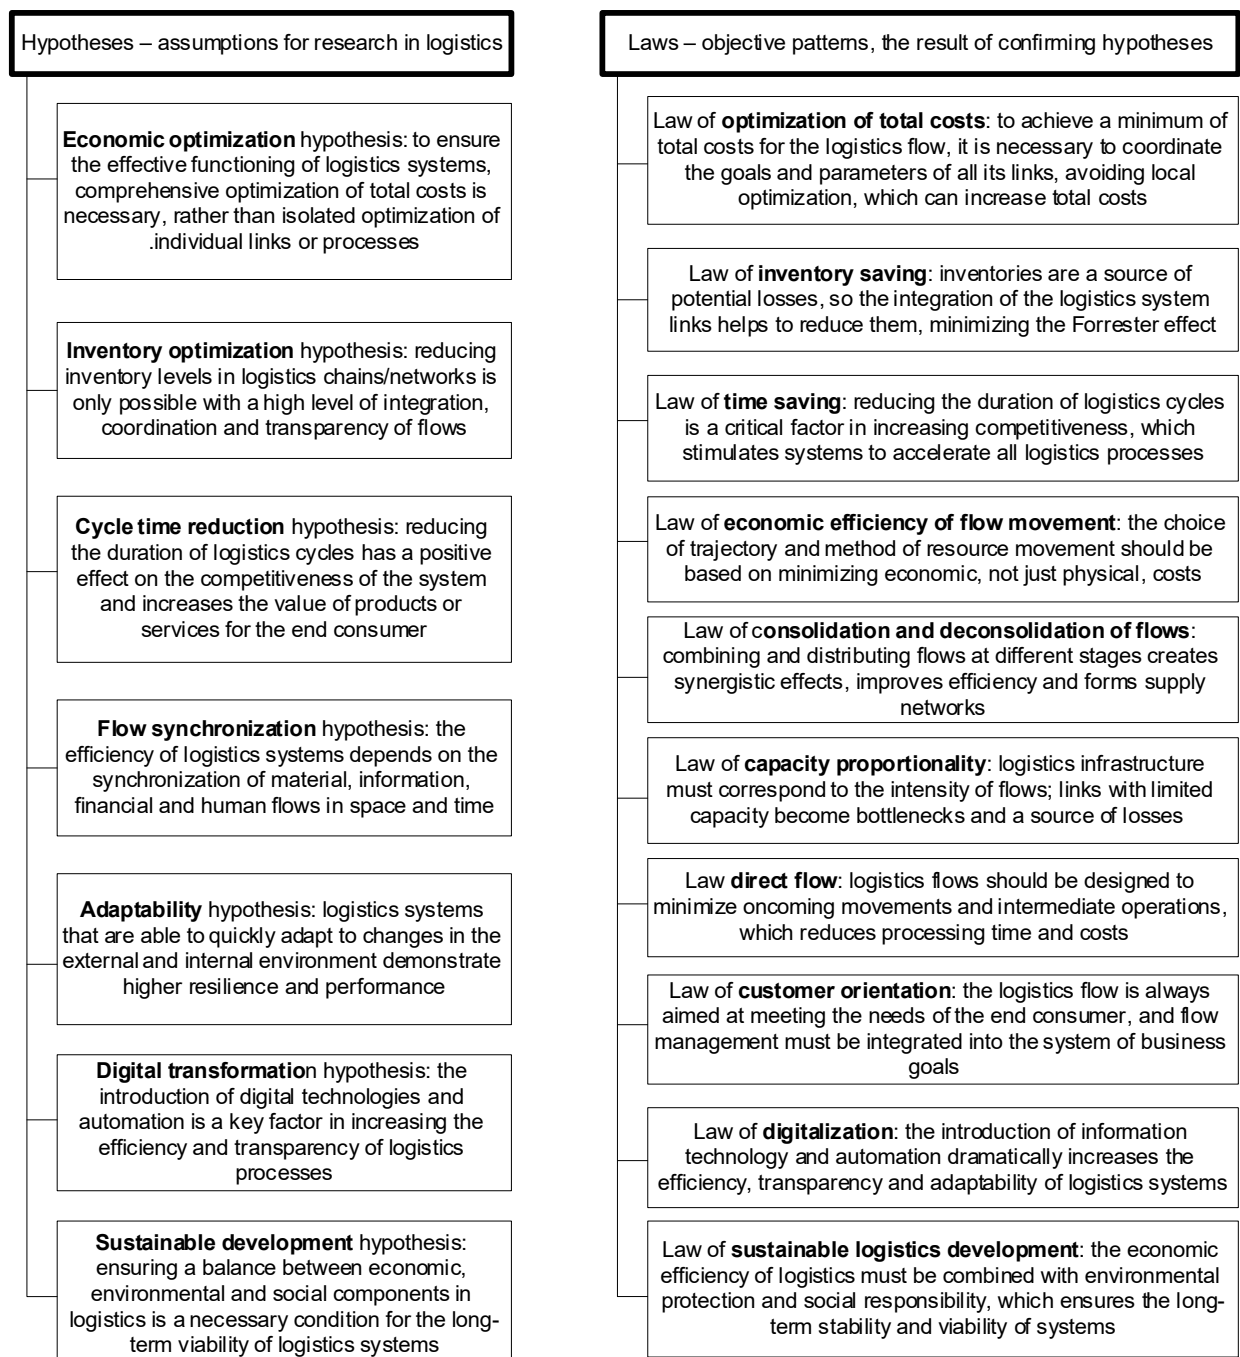 Hypotheses – assumptions for research in logistics
Economic optimization hypothesis: to ensure
the effective functioning of logistics systems,
comprehensive optimization of total costs is
necessary, rather than isolated optimization of
.individual links or processes
Inventory optimization hypothesis: reducing
inventory levels in logistics chains/networks is
only possible with a high level of integration,
coordination and transparency of flows
Cycle time reduction hypothesis: reducing
the duration of logistics cycles has a positive
effect on the competitiveness of the system
and increases the value of products or
services for the end consumer
Flow synchronization hypothesis: the
efficiency of logistics systems depends on the
synchronization of material, information,
financial and human flows in space and time
Adaptability hypothesis: logistics systems
that are able to quickly adapt to changes in the
external and internal environment demonstrate
higher resilience and performance
Digital transformation hypothesis: the
introduction of digital technologies and
automation is a key factor in increasing the
efficiency and transparency of logistics
processes
Sustainable development hypothesis:
ensuring a balance between economic,
environmental and social components in
logistics is a necessary condition for the long-
term viability of logistics systems
Laws – objective patterns, the result of confirming hypotheses
Law of optimization of total costs: to achieve a minimum of
total costs for the logistics flow, it is necessary to coordinate
the goals and parameters of all its links, avoiding local
optimization, which can increase total costs
Law of inventory saving: inventories are a source of
potential losses, so the integration of the logistics system
links helps to reduce them, minimizing the Forrester effect
Law of time saving: reducing the duration of logistics cycles
is a critical factor in increasing competitiveness, which
stimulates systems to accelerate all logistics processes
Law of economic efficiency of flow movement: the choice
of trajectory and method of resource movement should be
based on minimizing economic, not just physical, costs
Law of consolidation and deconsolidation of flows:
combining and distributing flows at different stages creates
synergistic effects, improves efficiency and forms supply
networks
Law of capacity proportionality: logistics infrastructure
must correspond to the intensity of flows; links with limited
capacity become bottlenecks and a source of losses
Law direct flow: logistics flows should be designed to
minimize oncoming movements and intermediate operations,
which reduces processing time and costs
Law of customer orientation: the logistics flow is always
aimed at meeting the needs of the end consumer, and flow
management must be integrated into the system of business
goals
Law of digitalization: the introduction of information
technology and automation dramatically increases the
efficiency, transparency and adaptability of logistics systems
Law of sustainable logistics development: the economic
efficiency of logistics must be combined with environmental
protection and social responsibility, which ensures the long-
term stability and viability of systems